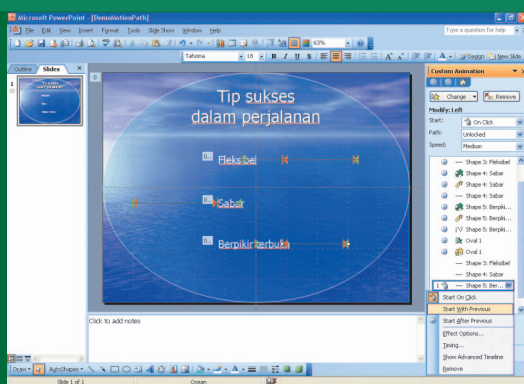 Microsoft PowerPoint - [DemoMotionPath]
File Edit View Insert Format Tools Slide Show Window Help
Type a question for help
63%
Tahoma 18 B I U S
Design New Slide
Outline Slides
1
Custom Animation
Change Remove
Modify: Left
Start: On Click
Path: Unlocked
Speed: Medium
Tip sukses
dalam perjalanan
Fleksibel
Sabar
Berpikir terbuka
Shape 3: Fleksibel
Shape 4: Sabar
Shape 4: Sabar
Shape 5: Berpiki...
Shape 5: Berpiki...
Shape 5: Berpiki...
Oval 1
Oval 1
Shape 3: Fleksibel
Shape 4: Sabar
1 Shape 5: Ber...
Start On Click
Start With Previous
Start After Previous
Effect Options...
Timing...
Show Advanced Timeline
Remove
Click to add notes
Draw AutoShapes
Slide 1 of 1 Ocean